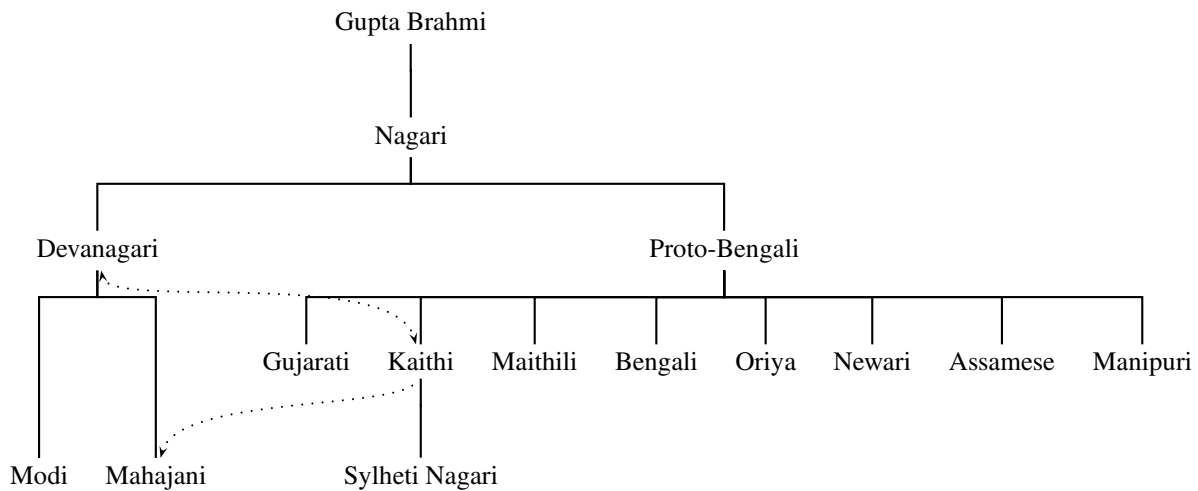 Gupta Brahmi
Nagari
Devanagari Proto-Bengali
Gujarati Kaithi Maithili Bengali Oriya Newari Assamese Manipuri
Modi Mahajani Sylheti Nagari